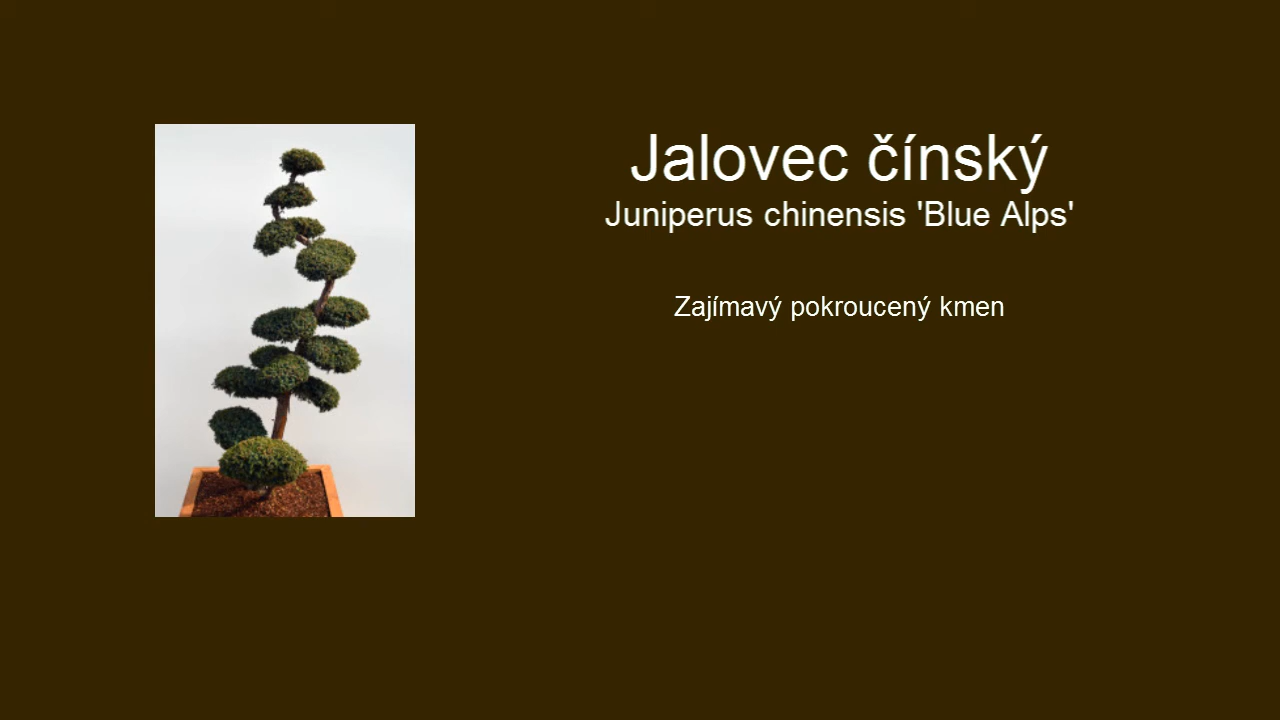 Jalovec čínský
Juniperus chinensis 'Blue Alps'
Zajímavý pokroucený kmen